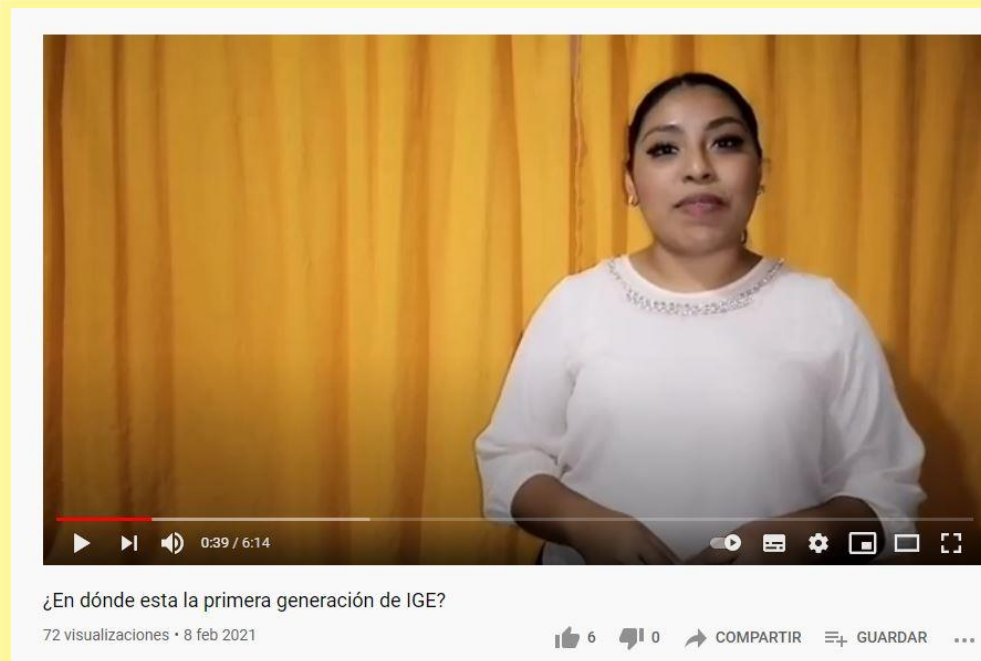 0:39 / 6:14
¿En dónde esta la primera generación de IGE?
72 visualizaciones • 8 feb 2021
6 0 COMPARTIR GUARDAR